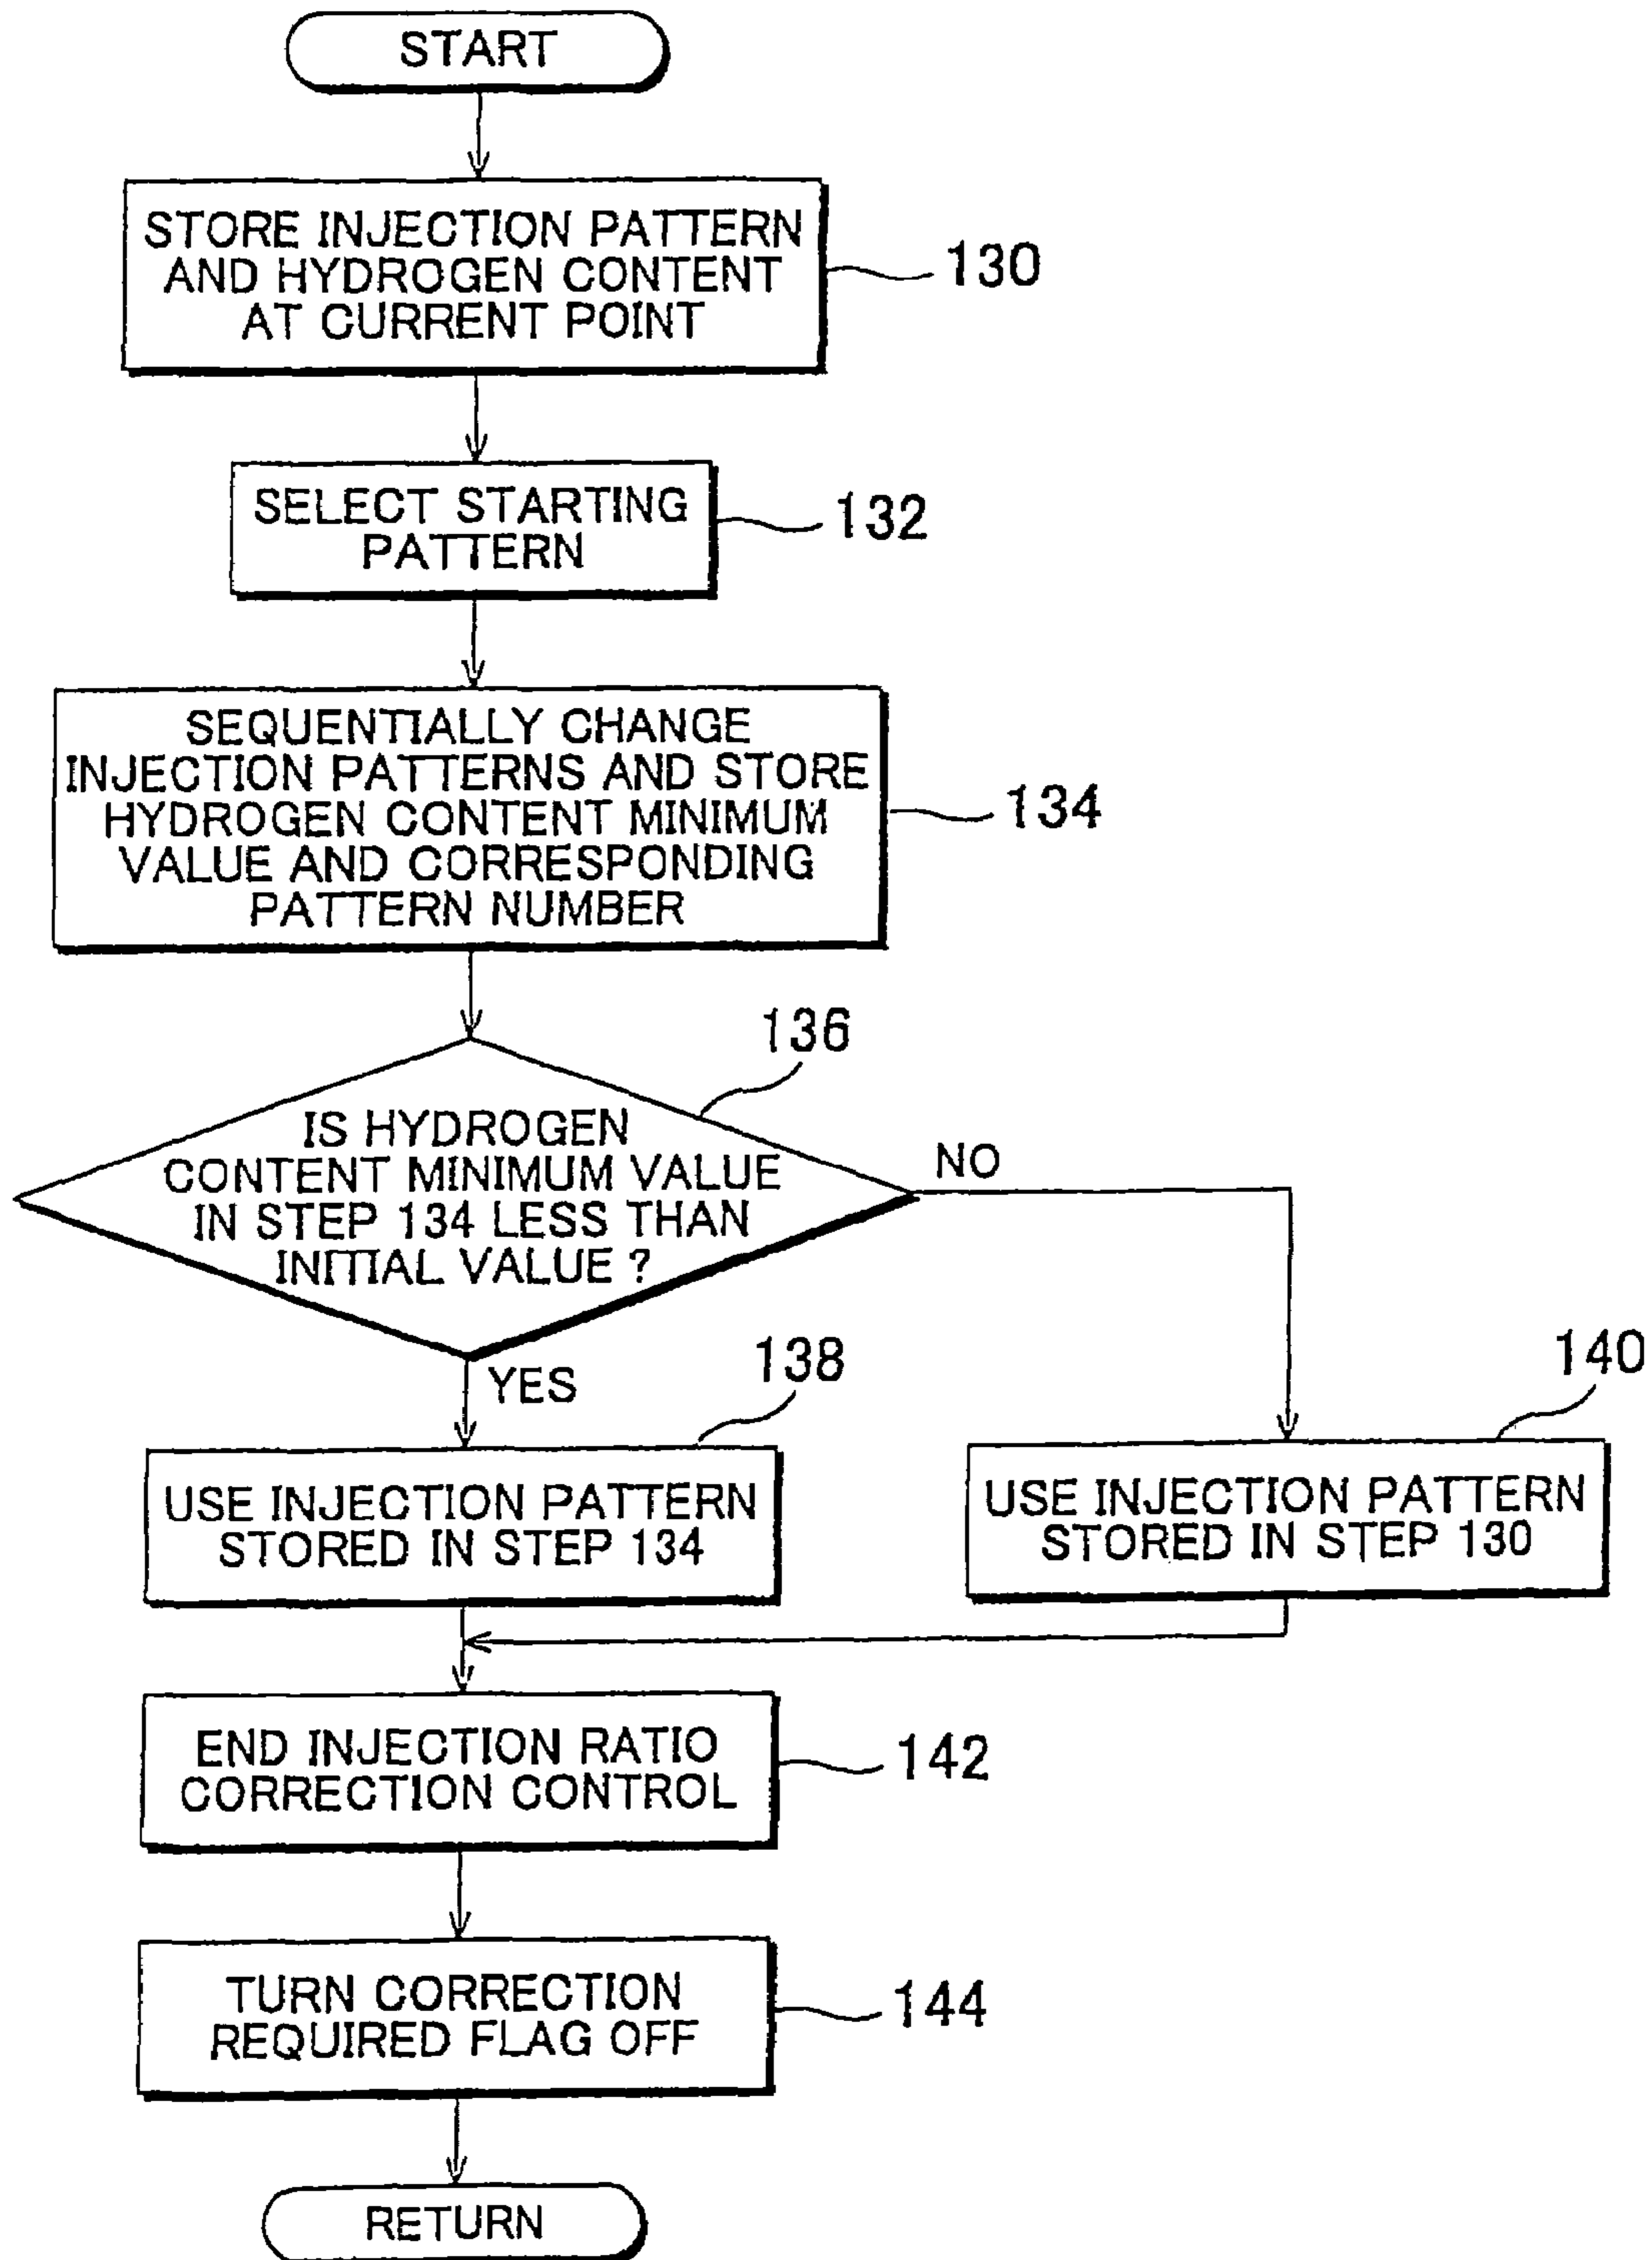 START
STORE INJECTION PATTERN
AND HYDROGEN CONTENT
AT CURRENT POINT
130
SELECT STARTING
PATTERN
132
SEQUENTIALLY CHANGE
INJECTION PATTERNS AND STORE
HYDROGEN CONTENT MINIMUM
VALUE AND CORRESPONDING
PATTERN NUMBER
134
136
IS HYDROGEN
CONTENT MINIMUM VALUE
IN STEP 134 LESS THAN
INITIAL VALUE ?
NO
YES
138
USE INJECTION PATTERN
STORED IN STEP 134
140
USE INJECTION PATTERN
STORED IN STEP 130
END INJECTION RATIO
CORRECTION CONTROL
142
TURN CORRECTION
REQUIRED FLAG OFF
144
RETURN